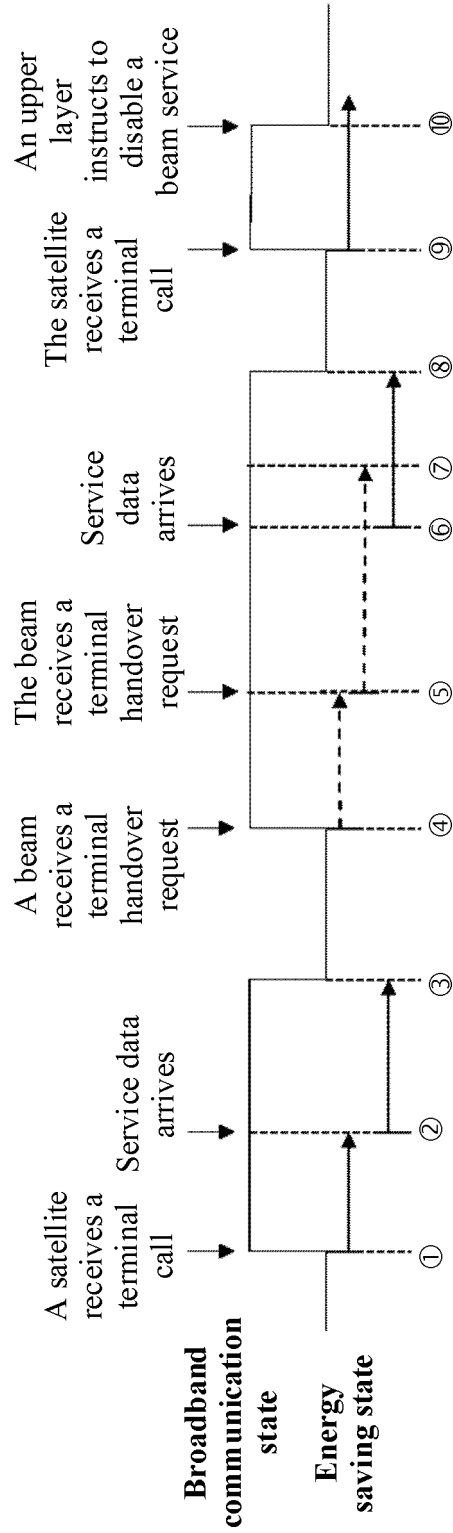 A satellite
receives a
terminal
call
Service data
arrives
A beam
receives a
terminal
handover
request
The beam
receives a
terminal
handover
request
Service
data
arrives
The satellite
receives a
terminal
call
An upper
layer
instructs to
disable a
beam service
Broadband
communication
state
Energy
saving state
① ② ③ ④ ⑤ ⑥ ⑦ ⑧ ⑨ ⑩